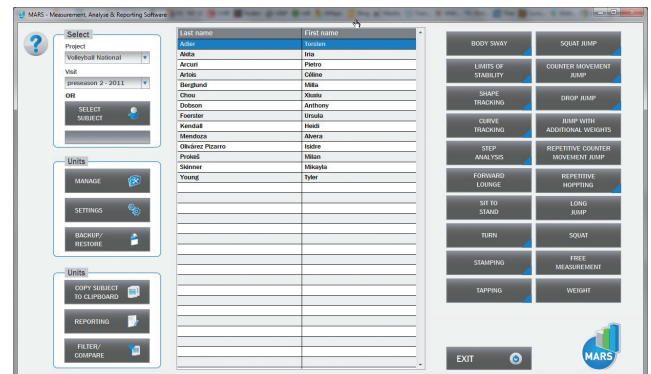 MARS - Measurement, Analyse & Reporting Software
Select
Project
Volleyball National
Visit
preseason 2 - 2011
OR
SELECT
SUBJECT
Units
MANAGE
SETTINGS
BACKUP/
RESTORE
Units
COPY SUBJECT
TO CLIPBOARD
REPORTING
FILTER/
COMPARE
Last name First name
Adler Torsten
Akita Iria
Arcuri Pietro
Artois Céline
Berglund Milla
Chou Xiuxiu
Dobson Anthony
Foerster Ursula
Kendall Heidi
Mendoza Alvera
Olivárez Pizarro Isidre
Prokeš Milan
Skinner Mikayla
Young Tyler
BODY SWAY
SQUAT JUMP
LIMITS OF
STABILITY
COUNTER MOVEMENT
JUMP
SHAPE
TRACKING
DROP JUMP
CURVE
TRACKING
JUMP WITH
ADDITIONAL WEIGHTS
STEP
ANALYSIS
REPETITIVE COUNTER
MOVEMENT JUMP
FORWARD
LOUNGE
REPETITIVE
HOPPTING
SIT TO
STAND
LONG
JUMP
TURN
SQUAT
STAMPING
FREE
MEASUREMENT
TAPPING
WEIGHT
EXIT
MARS